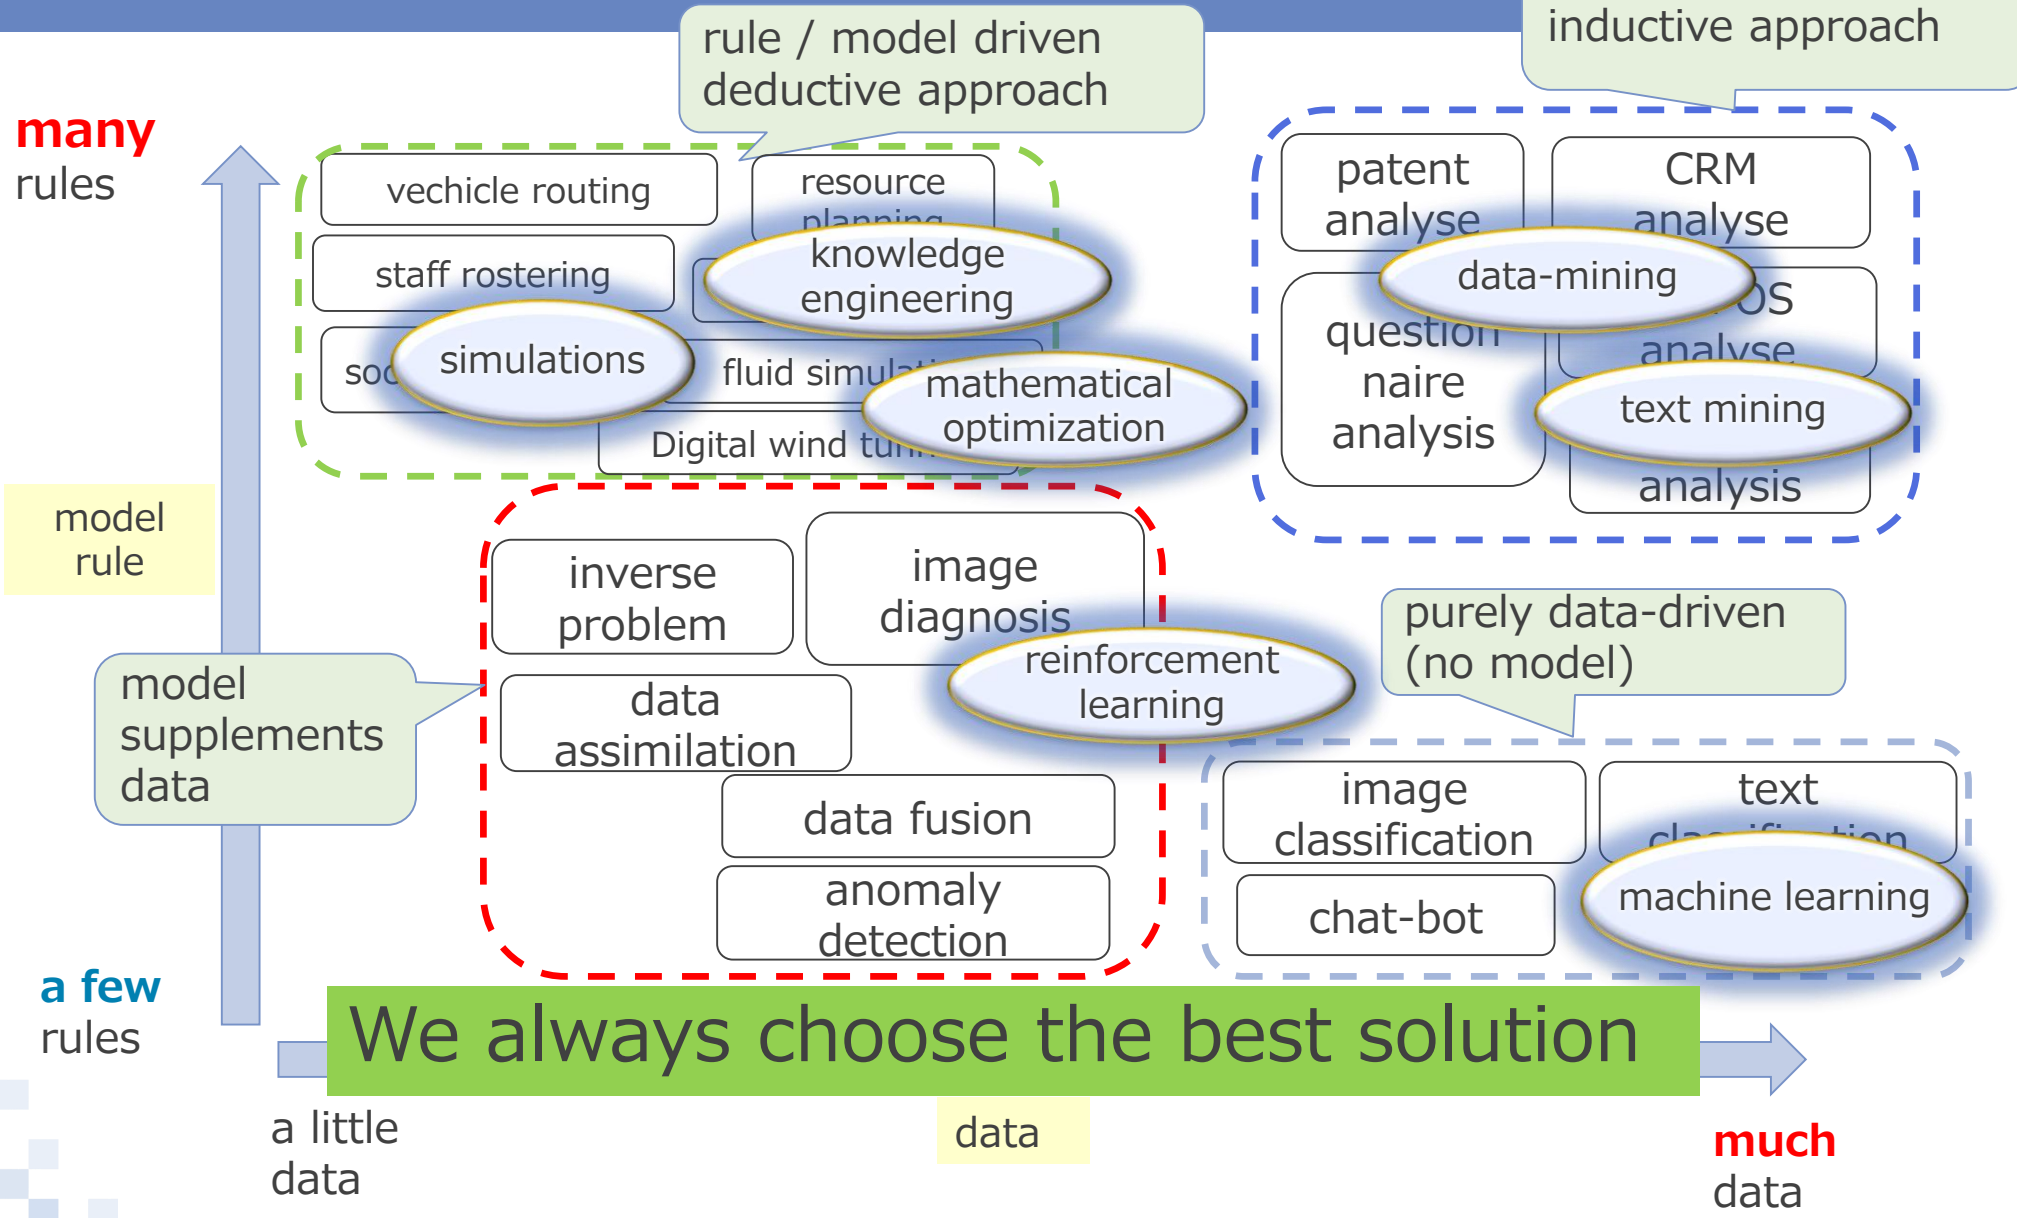 rule / model driven
deductive approach
inductive approach
many
rules
vechicle routing
resource
planning
knowledge
engineering
staff rostering
simulations
fluid
mathematical
optimization
Digital wind
patent
analyse
CRM
analyse
data-mining
question
naire
analysis
analyse
text mining
analysis
model
rule
inverse
problem
image
diagnosis
reinforcement
learning
purely data-driven
(no model)
model
supplements
data
data
assimilation
data fusion
anomaly
detection
image
classification
text
classification
chat-bot
machine learning
a few
rules
We always choose the best solution
a little
data
data
much
data